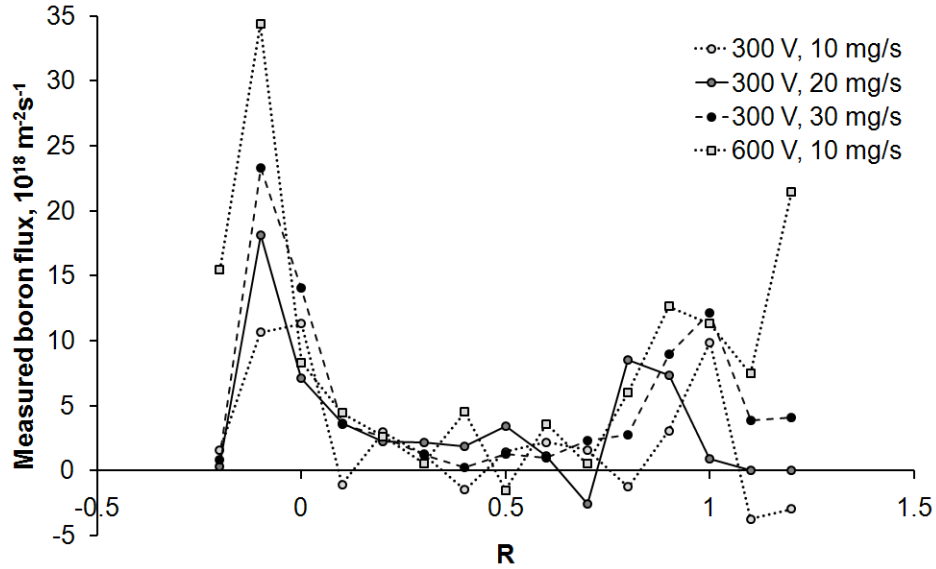 Measured boron flux, 10¹⁸ m⁻²s⁻¹
40
35
30
25
20
15
10
5
0
-5
-0.5
0
0.5
1
1.5
R
300 V, 10 mg/s
300 V, 20 mg/s
300 V, 30 mg/s
600 V, 10 mg/s